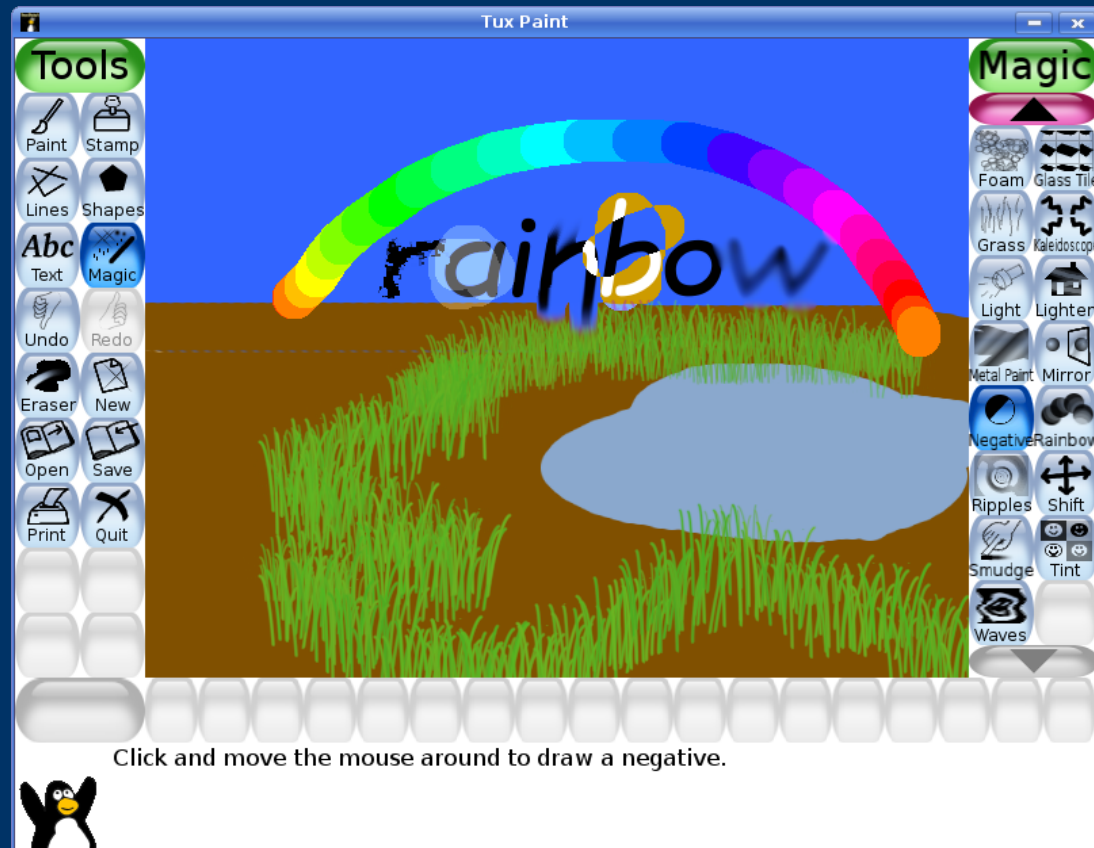 Tux Paint
Tools
Magic
Paint Stamp
Foam Glass Tile
Lines Shapes
Grass Kaleidoscope
Abc
Text Magic
Light Lighten
Undo Redo
Metal Paint Mirror
Eraser New
Negative Rainbow
Open Save
Ripples Shift
Print Quit
Smudge Tint
Waves
rainbow
Click and move the mouse around to draw a negative.